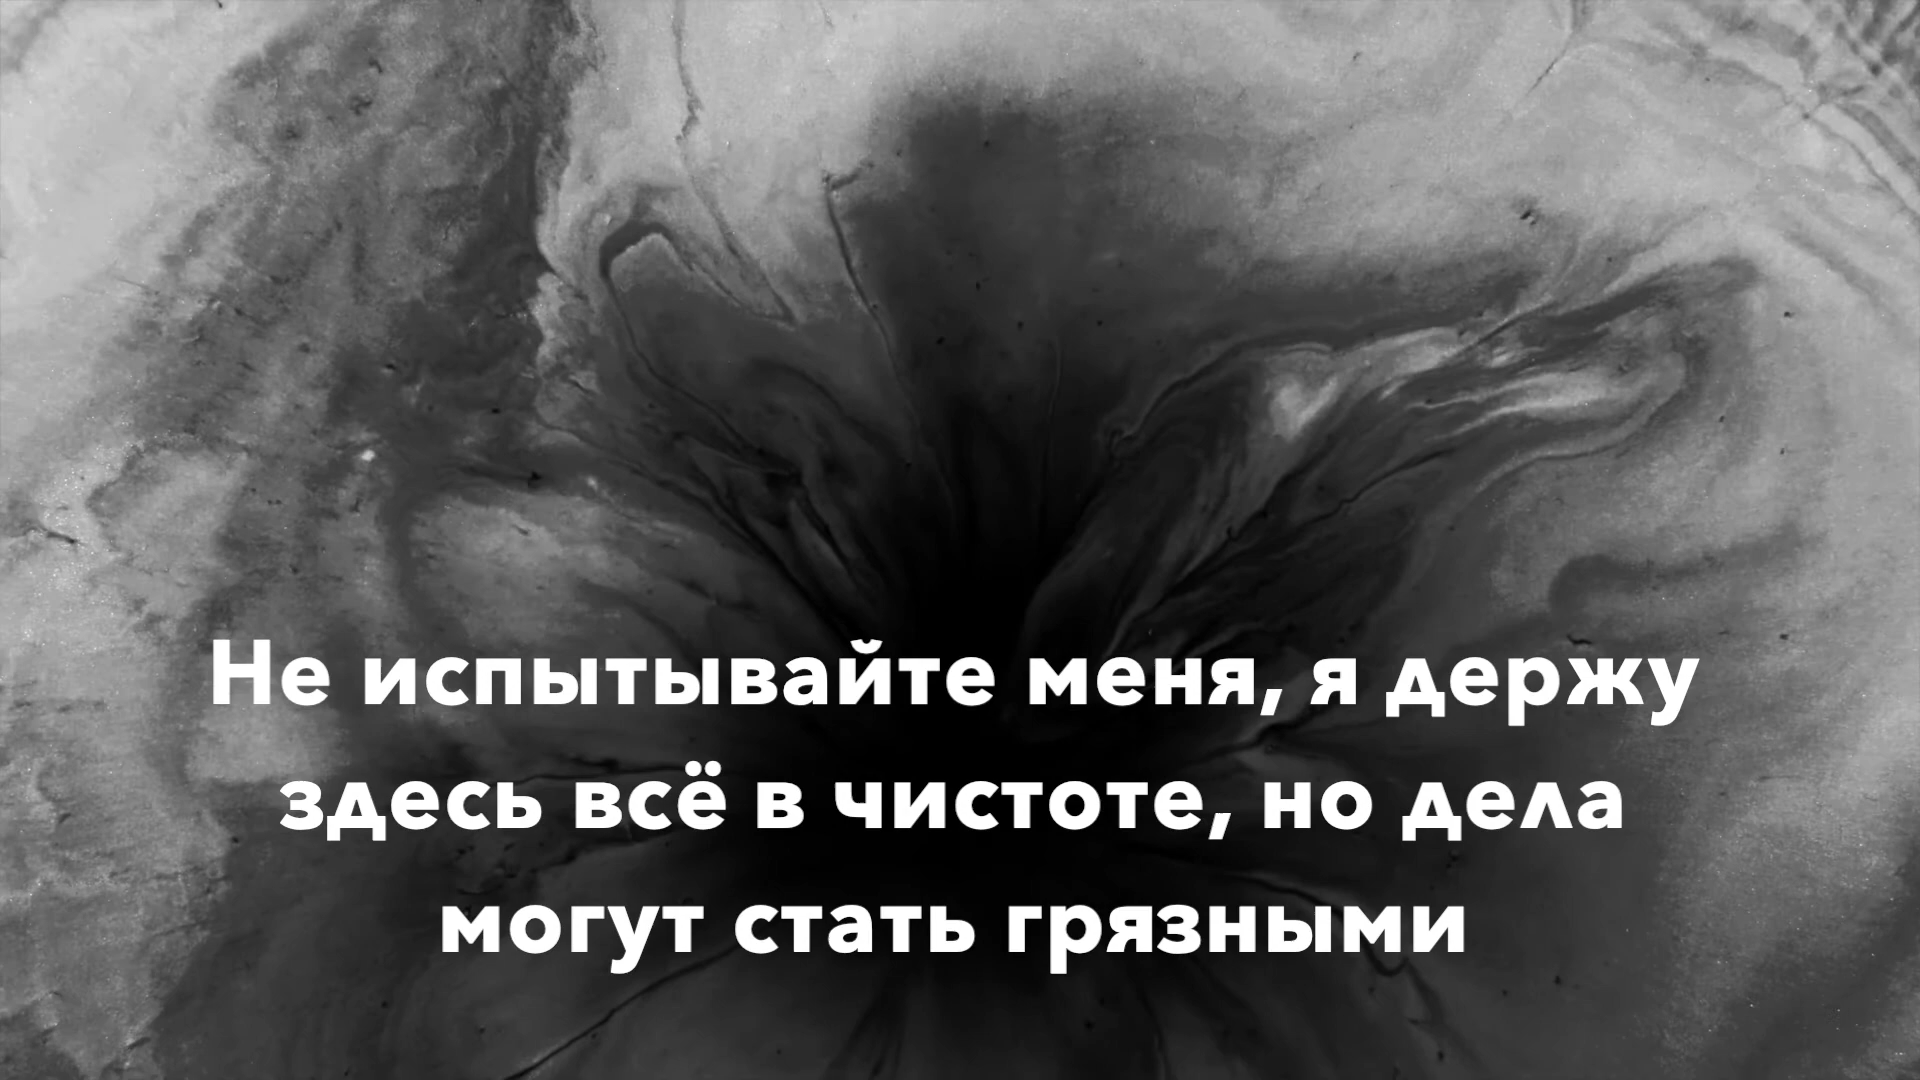 Не испытывайте меня, я держу
здесь всё в чистоте, но дела
могут стать грязными